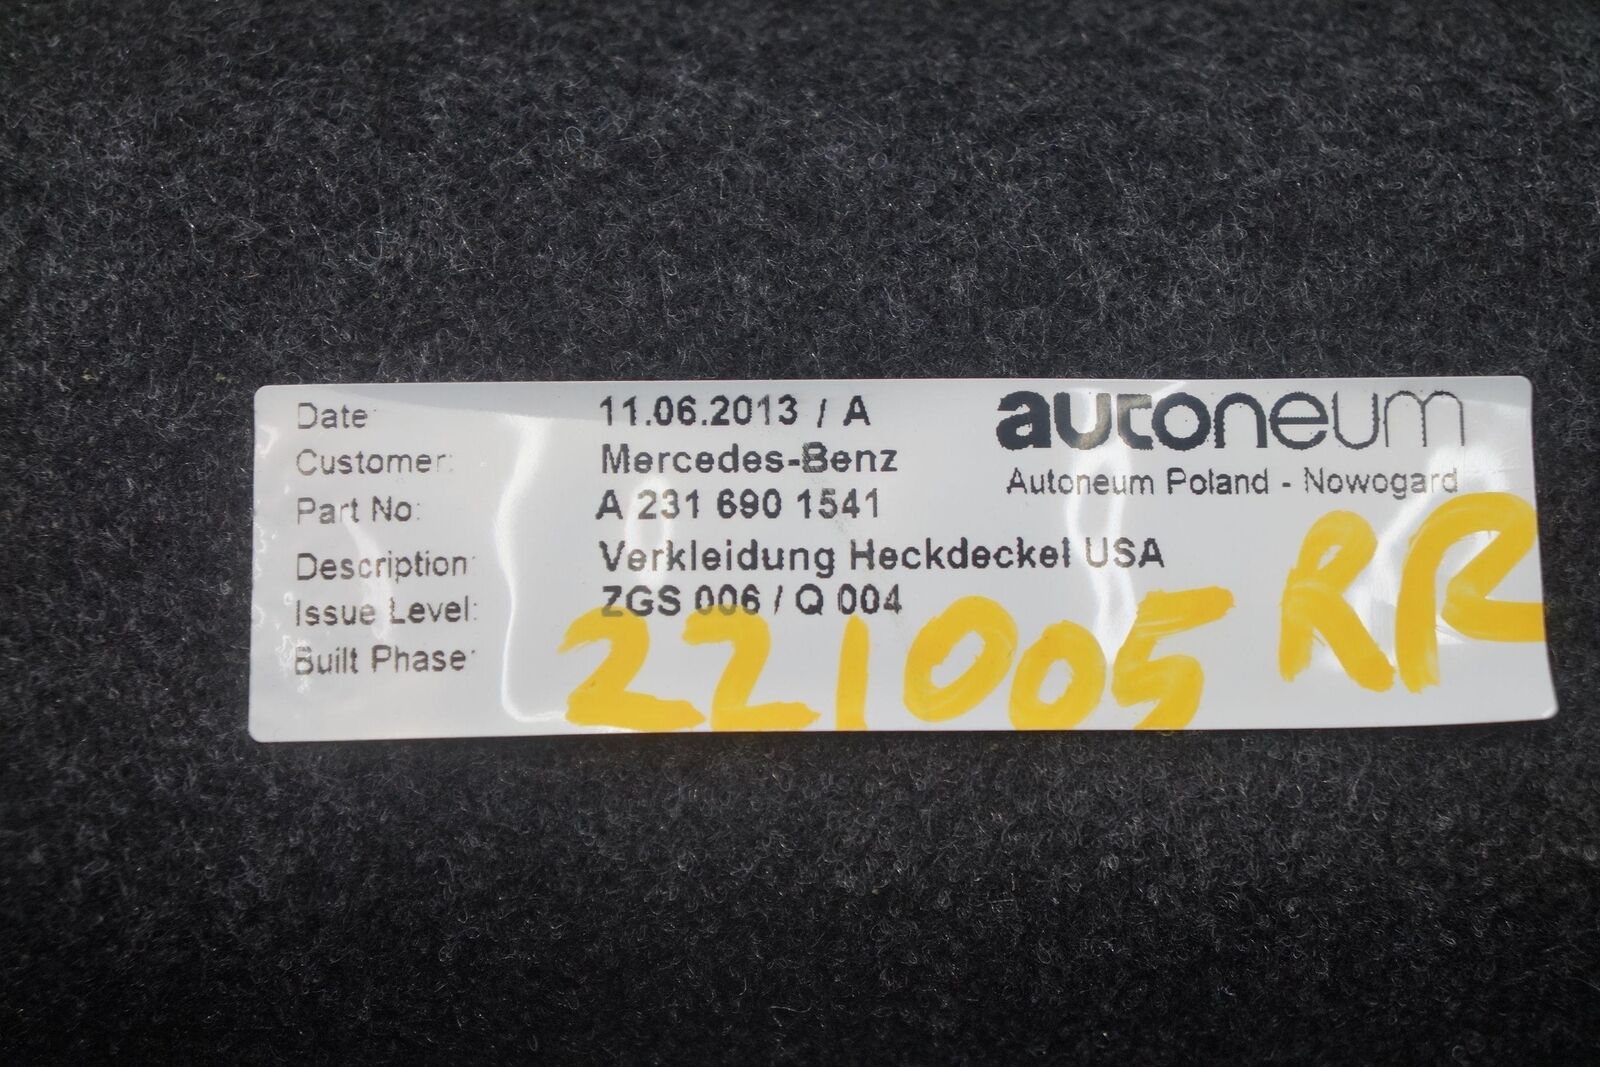 Date: 11.06.2013 / A
autoneum
Customer: Mercedes-Benz
Autoneum Poland - Nowogard
Part No: A 231 690 1541
Description: Verkleidung Heckdeckel USA
Issue Level: ZGS 006 / Q 004
Built Phase:
221005 RR